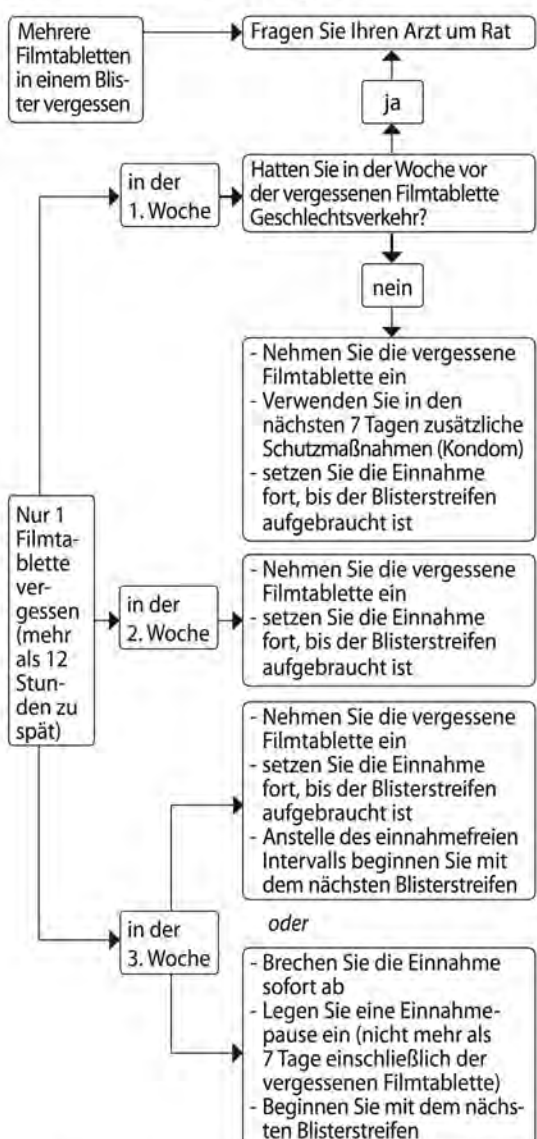 Mehrere
Filmtabletten
in einem Blis-
ter vergessen
Fragen Sie Ihren Arzt um Rat
ja
in der
1. Woche
Hatten Sie in der Woche vor
der vergessenen Filmtablette
Geschlechtsverkehr?
nein
- Nehmen Sie die vergessene
Filmtablette ein
- Verwenden Sie in den
nächsten 7 Tagen zusätzliche
Schutzmaßnahmen (Kondom)
- setzen Sie die Einnahme
fort, bis der Blisterstreifen
aufgebraucht ist
Nur 1
Filmta-
blette
ver-
gessen
(mehr
als 12
Stun-
den zu
spät)
in der
2. Woche
- Nehmen Sie die vergessene
Filmtablette ein
- setzen Sie die Einnahme
fort, bis der Blisterstreifen
aufgebraucht ist
in der
3. Woche
- Nehmen Sie die vergessene
Filmtablette ein
- setzen Sie die Einnahme
fort, bis der Blisterstreifen
aufgebraucht ist
- Anstelle des einnahmefreien
Intervalls beginnen Sie mit
dem nächsten Blisterstreifen
oder
- Brechen Sie die Einnahme
sofort ab
- Legen Sie eine Einnahme-
pause ein (nicht mehr als
7 Tage einschließlich der
vergessenen Filmtablette)
- Beginnen Sie mit dem nächs-
ten Blisterstreifen